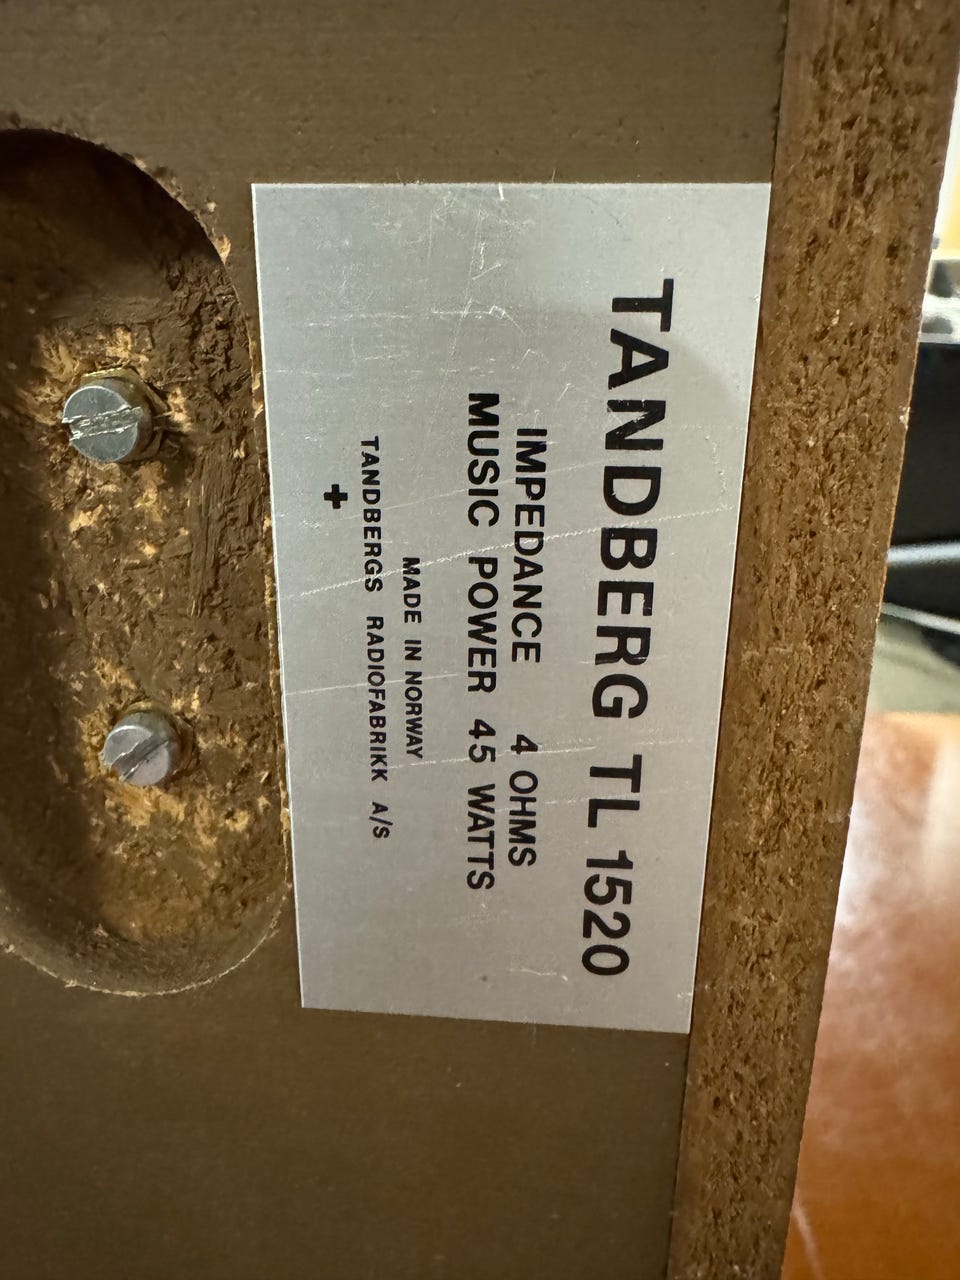 TANDBERG TL 1520
IMPEDANCE 4 OHMS
MUSIC POWER 45 WATTS
MADE IN NORWAY
TANDBERGS RADIOFABRIKK A/S
+